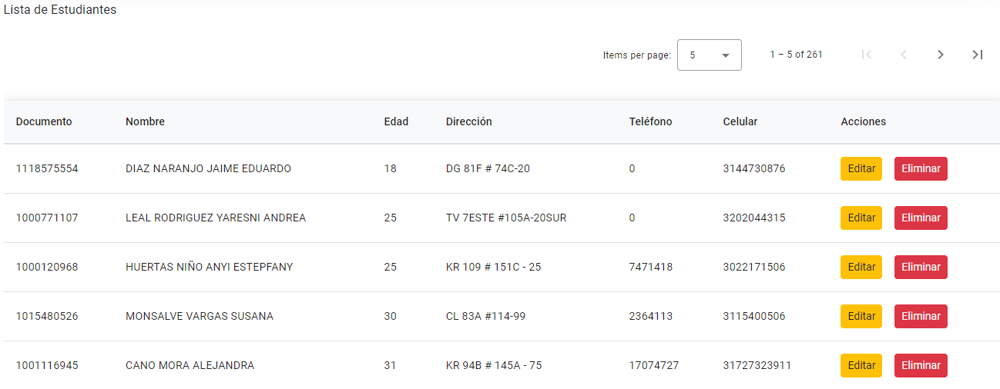 Lista de Estudiantes
Items per page: 5 1 – 5 of 261
Documento Nombre Edad Dirección Teléfono Celular Acciones
1118575554 DIAZ NARANJO JAIME EDUARDO 18 DG 81F # 74C-20 0 3144730876 Editar Eliminar
1000771107 LEAL RODRIGUEZ YARESNI ANDREA 25 TV 7ESTE #105A-20SUR 0 3202044315 Editar Eliminar
1000120968 HUERTAS NIÑO ANYI ESTEPFANY 25 KR 109 # 151C - 25 7471418 3022171506 Editar Eliminar
1015480526 MONSALVE VARGAS SUSANA 30 CL 83A #114-99 2364113 3115400506 Editar Eliminar
1001116945 CANO MORA ALEJANDRA 31 KR 94B # 145A - 75 17074727 31727323911 Editar Eliminar